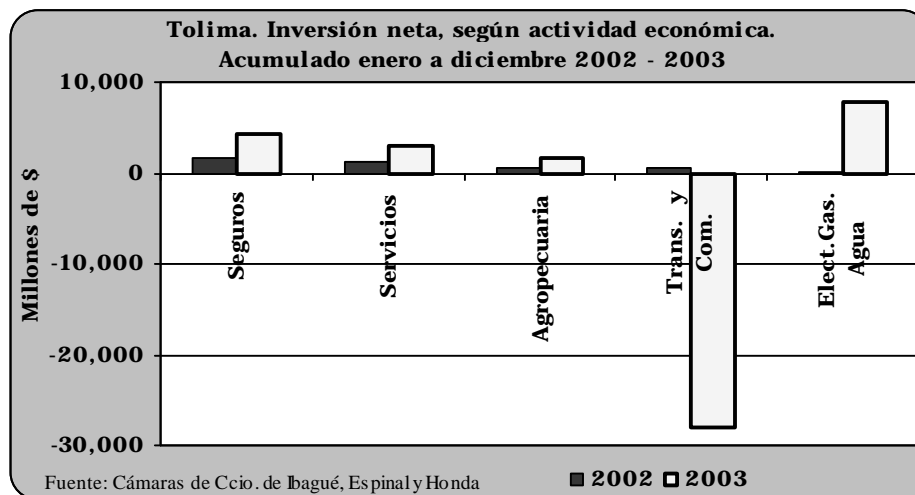 Tolima. Inversión neta, según actividad económica.
Acumulado enero a diciembre 2002 - 2003
Millones de $
10,000
0
-10,000
-20,000
-30,000
Seguros
Servicios
Agropecuaria
Trans. y
Com.
Elect.Gas.
Agua
Fuente: Cámaras de Ccio. de Ibagué, Espinal y Honda
2002 2003